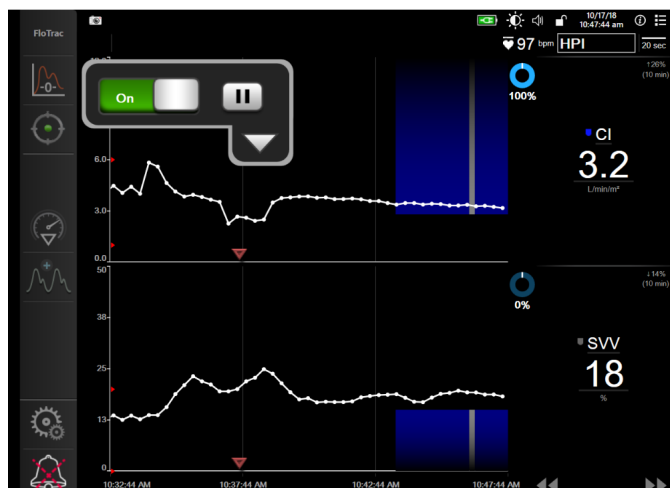 FloTrac
10/17/18
10:47:44 am
97 bpm
HPI
20 sec
-0-
On
100%
↑26%
(10 min)
CI
3.2
L/min/m²
6.0
3.0
0.0
50
0%
↓14%
(10 min)
38
SVV
18
%
25
13
0
10:32:44 AM
10:37:44 AM
10:42:44 AM
10:47:44 AM